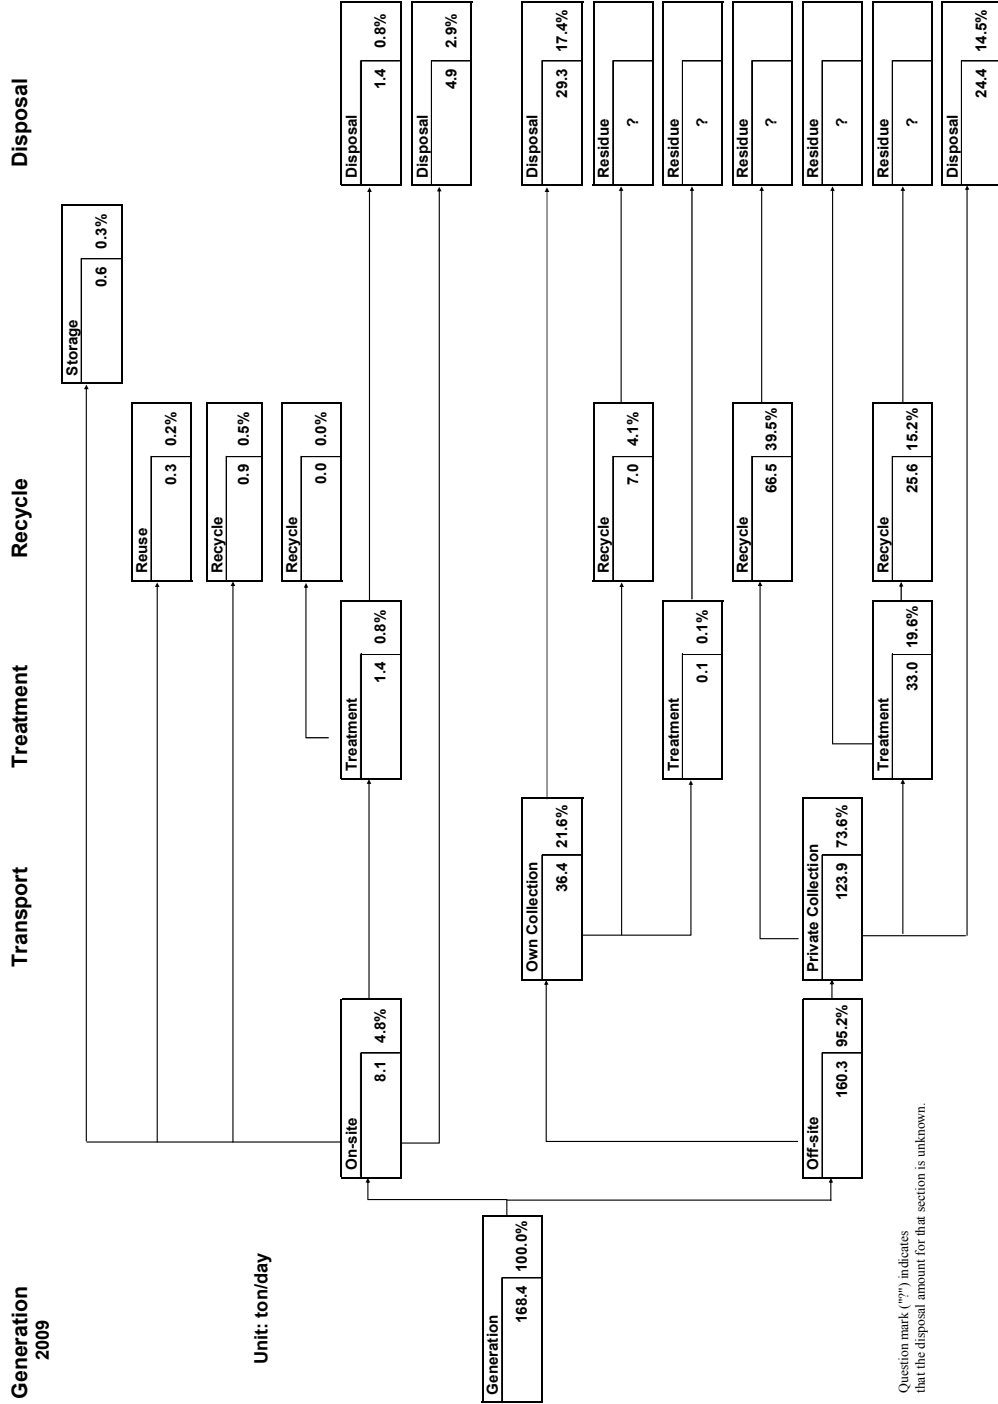 Generation
2009
Transport
Treatment
Recycle
Disposal
Unit: ton/day
Storage
0.6 0.3%
Reuse
0.3 0.2%
Recycle
0.9 0.5%
Recycle
0.0 0.0%
On-site
8.1 4.8%
Treatment
1.4 0.8%
Disposal
1.4 0.8%
Disposal
4.9 2.9%
Generation
168.4 100.0%
Own Collection
36.4 21.6%
Disposal
29.3 17.4%
Recycle
7.0 4.1%
Residue
?
Treatment
0.1 0.1%
Residue
?
Recycle
66.5 39.5%
Residue
?
Off-site
160.3 95.2%
Private Collection
123.9 73.6%
Residue
?
Treatment
33.0 19.6%
Recycle
25.6 15.2%
Residue
?
Disposal
24.4 14.5%
Question mark ("?") indicates
that the disposal amount for that section is unknown.